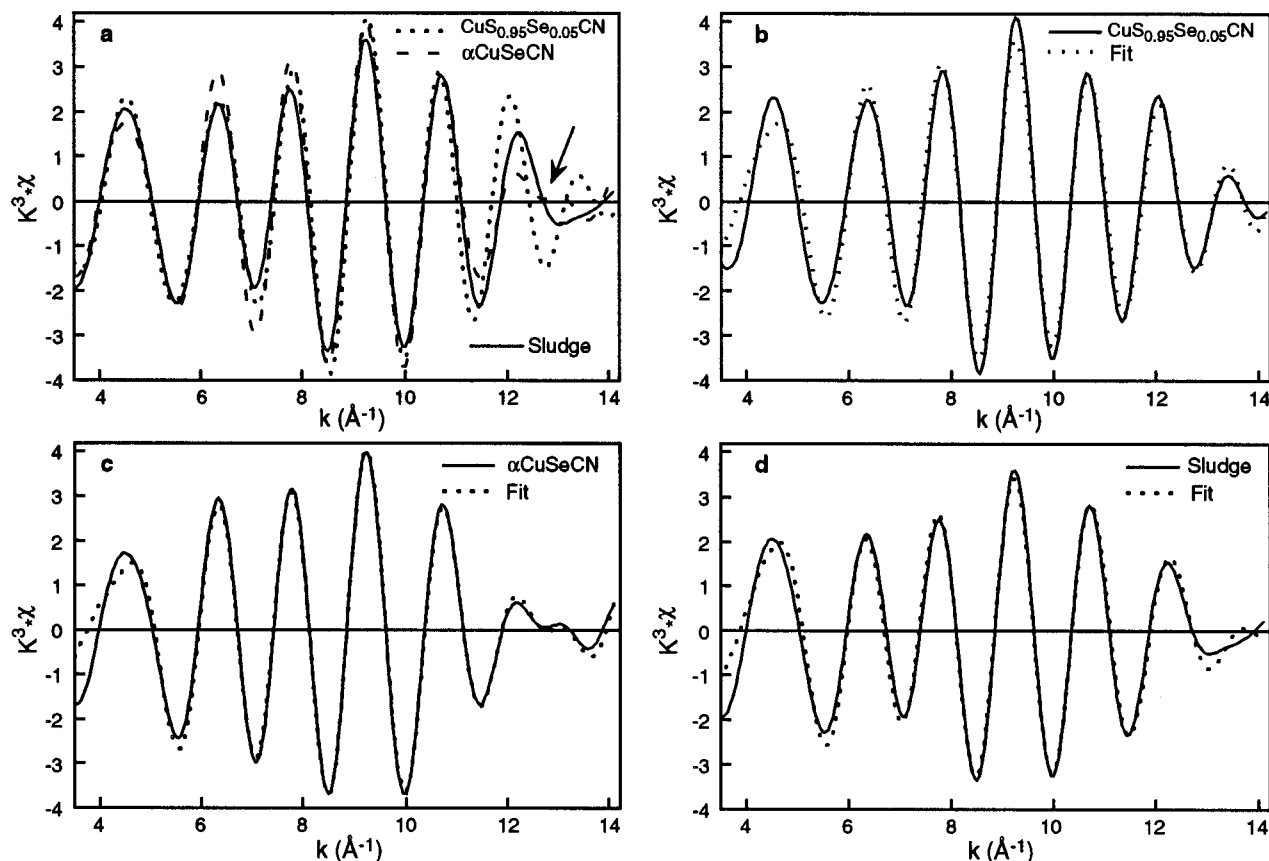 a
CuS0.95Se0.05CN
αCuSeCN
Sludge
K3*χ
4
3
2
1
0
-1
-2
-3
-4
4 6 8 10 12 14
k (Å-1)
b
CuS0.95Se0.05CN
Fit
K3*χ
4
3
2
1
0
-1
-2
-3
-4
4 6 8 10 12 14
k (Å-1)
c
αCuSeCN
Fit
K3*χ
4
3
2
1
0
-1
-2
-3
-4
4 6 8 10 12 14
k (Å-1)
d
Sludge
Fit
K3*χ
4
3
2
1
0
-1
-2
-3
-4
4 6 8 10 12 14
k (Å-1)